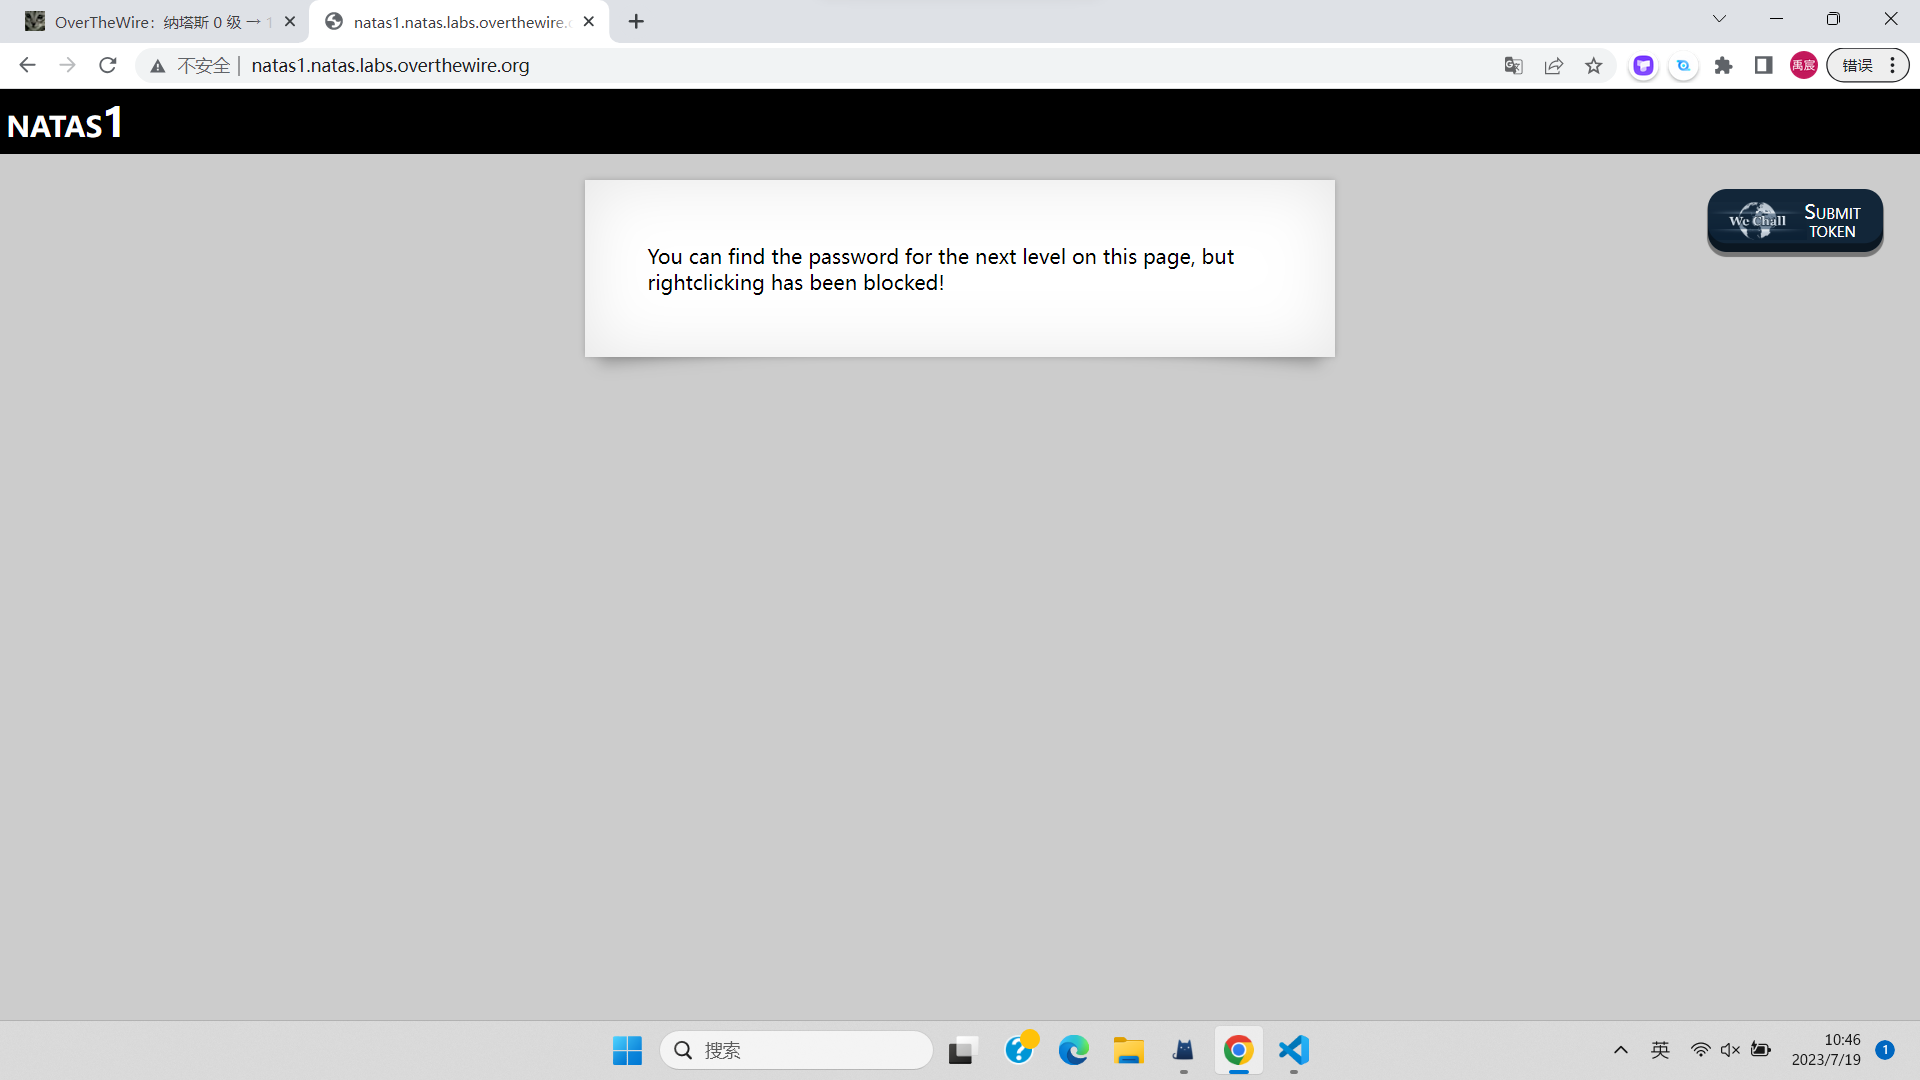 OverTheWire：纳塔斯 0 级 → 1
natas1.natas.labs.overthewire.
不安全 | natas1.natas.labs.overthewire.org
禹宸
错误
NATAS1
You can find the password for the next level on this page, but
rightclicking has been blocked!
We Chall
SUBMIT
TOKEN
搜索
英
10:46
2023/7/19
1